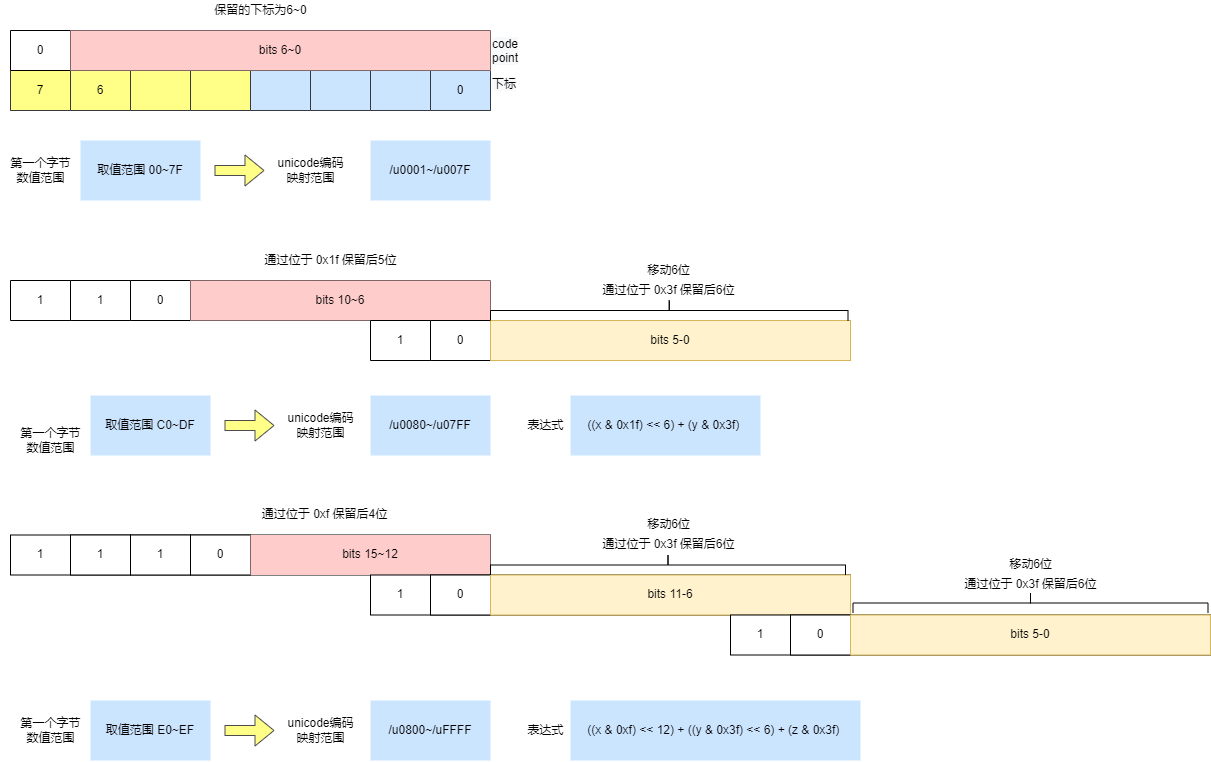 保留的下标为6~0
0
bits 6~0
code
point
7
6
0
下标
第一个字节
数值范围
取值范围 00~7F
unicode编码
映射范围
/u0001~/u007F
通过位于 0x1f 保留后5位
移动6位
通过位于 0x3f 保留后6位
1
1
0
bits 10~6
1
0
bits 5-0
第一个字节
数值范围
取值范围 C0~DF
unicode编码
映射范围
/u0080~/u07FF
表达式
((x & 0x1f) << 6) + (y & 0x3f)
通过位于 0xf 保留后4位
移动6位
通过位于 0x3f 保留后6位
1
1
1
0
bits 15~12
移动6位
通过位于 0x3f 保留后6位
1
0
bits 11-6
1
0
bits 5-0
第一个字节
数值范围
取值范围 E0~EF
unicode编码
映射范围
/u0800~/uFFFF
表达式
((x & 0xf) << 12) + ((y & 0x3f) << 6) + (z & 0x3f)